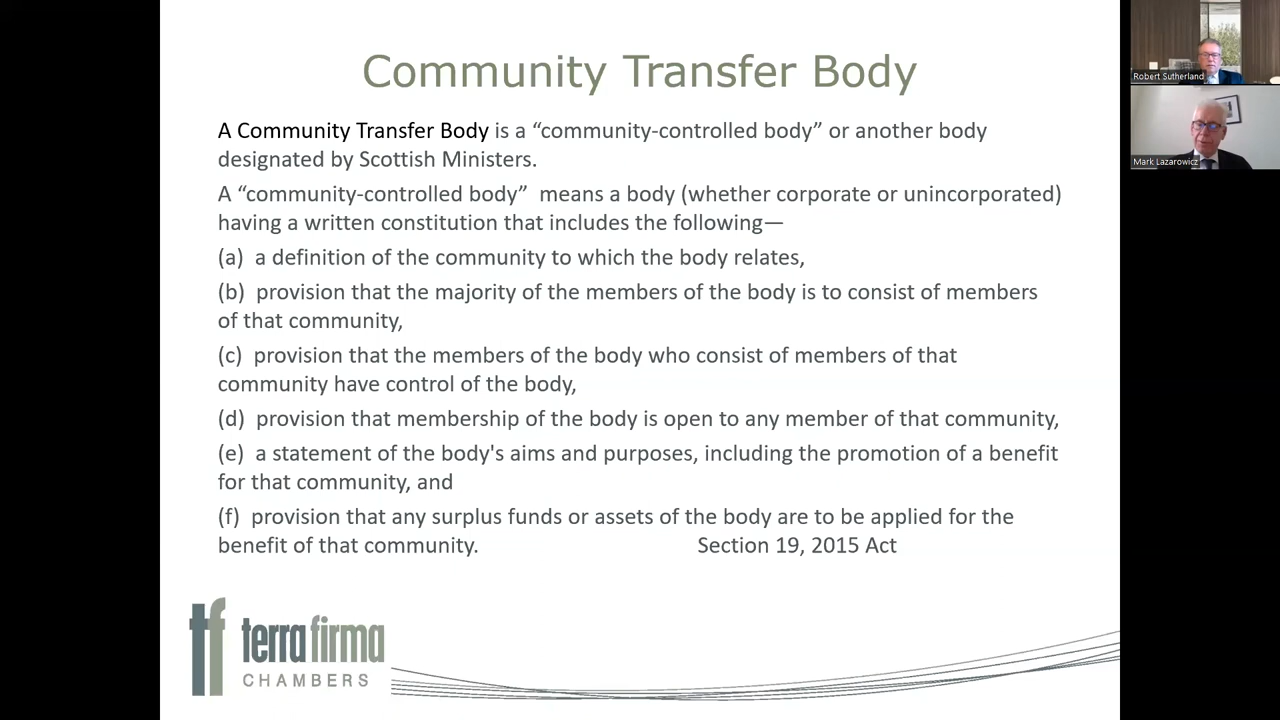 Community Transfer Body
A Community Transfer Body is a “community-controlled body” or another body
designated by Scottish Ministers.
A “community-controlled body”  means a body (whether corporate or unincorporated)
having a written constitution that includes the following—
(a)  a definition of the community to which the body relates,
(b)  provision that the majority of the members of the body is to consist of members
of that community,
(c)  provision that the members of the body who consist of members of that
community have control of the body,
(d)  provision that membership of the body is open to any member of that community,
(e)  a statement of the body's aims and purposes, including the promotion of a benefit
for that community, and
(f)  provision that any surplus funds or assets of the body are to be applied for the
benefit of that community. Section 19, 2015 Act
tf terra firma
CHAMBERS
Robert Sutherland
Mark Lazarowicz